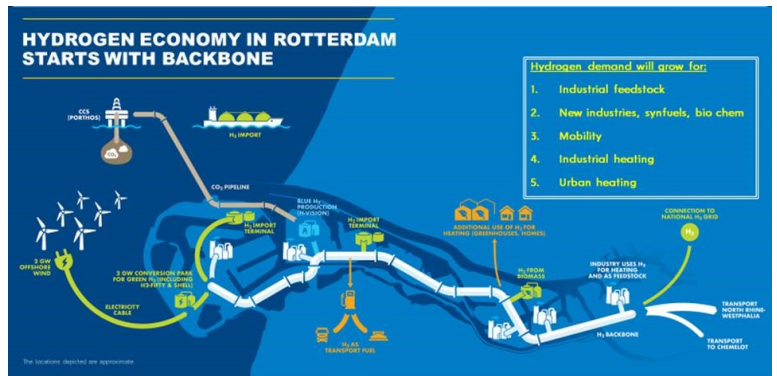 HYDROGEN ECONOMY IN ROTTERDAM
STARTS WITH BACKBONE
Hydrogen demand will grow for:
1. Industrial feedstock
2. New industries, synfuels, bio chem
3. Mobility
4. Industrial heating
5. Urban heating
CCS
(PORTHOS)
CO₂
H₂ IMPORT
CO₂ PIPELINE
BLUE H₂
PRODUCTION
(H-VISION)
H₂ IMPORT
TERMINAL
H₂ IMPORT
TERMINAL
ADDITIONAL USE OF H₂ FOR
HEATING (GREENHOUSES, HOMES)
CONNECTION TO
NATIONAL H₂ GRID
H₂
2 GW
OFFSHORE
WIND
2 GW CONVERSION PARK
FOR GREEN H₂ (INCLUDING
H2-FIFTY & SHELL)
ELECTRICITY
CABLE
H₂ FROM
BIOMASS
INDUSTRY USES H₂
FOR HEATING
AND AS FEEDSTOCK
H₂ AS
TRANSPORT FUEL
H₂ BACKBONE
TRANSPORT
NORTH RHINE-
WESTPHALIA
TRANSPORT
TO CHEMELOT
The locations depicted are approximate.